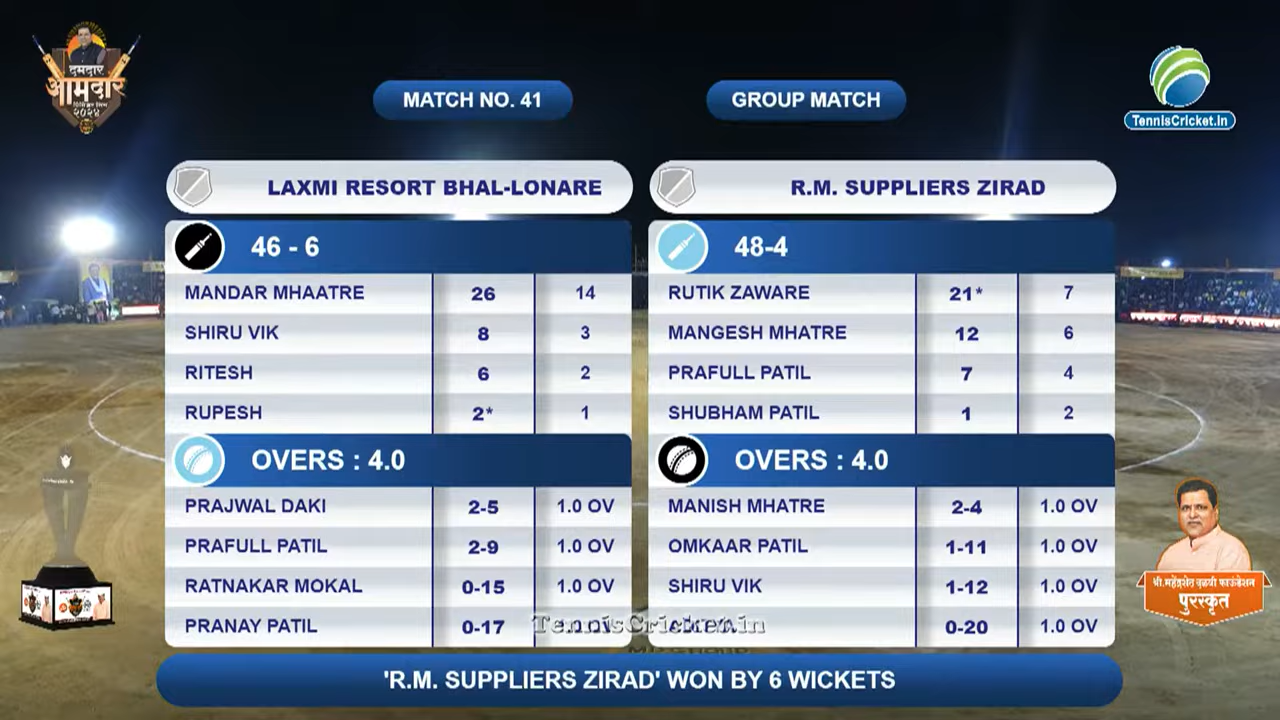 दमदार
आमदार
२०२४
MATCH NO. 41
GROUP MATCH
TennisCricket.in
LAXMI RESORT BHAL-LONARE
46 - 6
MANDAR MHAATRE 26 14
SHIRU VIK 8 3
RITESH 6 2
RUPESH 2* 1
OVERS : 4.0
PRAJWAL DAKI 2-5 1.0 OV
PRAFULL PATIL 2-9 1.0 OV
RATNAKAR MOKAL 0-15 1.0 OV
PRANAY PATIL 0-17
R.M. SUPPLIERS ZIRAD
48-4
RUTIK ZAWARE 21* 7
MANGESH MHATRE 12 6
PRAFULL PATIL 7 4
SHUBHAM PATIL 1 2
OVERS : 4.0
MANISH MHATRE 2-4 1.0 OV
OMKAAR PATIL 1-11 1.0 OV
SHIRU VIK 1-12 1.0 OV
0-20 1.0 OV
TennisCricket.in
'R.M. SUPPLIERS ZIRAD' WON BY 6 WICKETS
पुरस्कृत